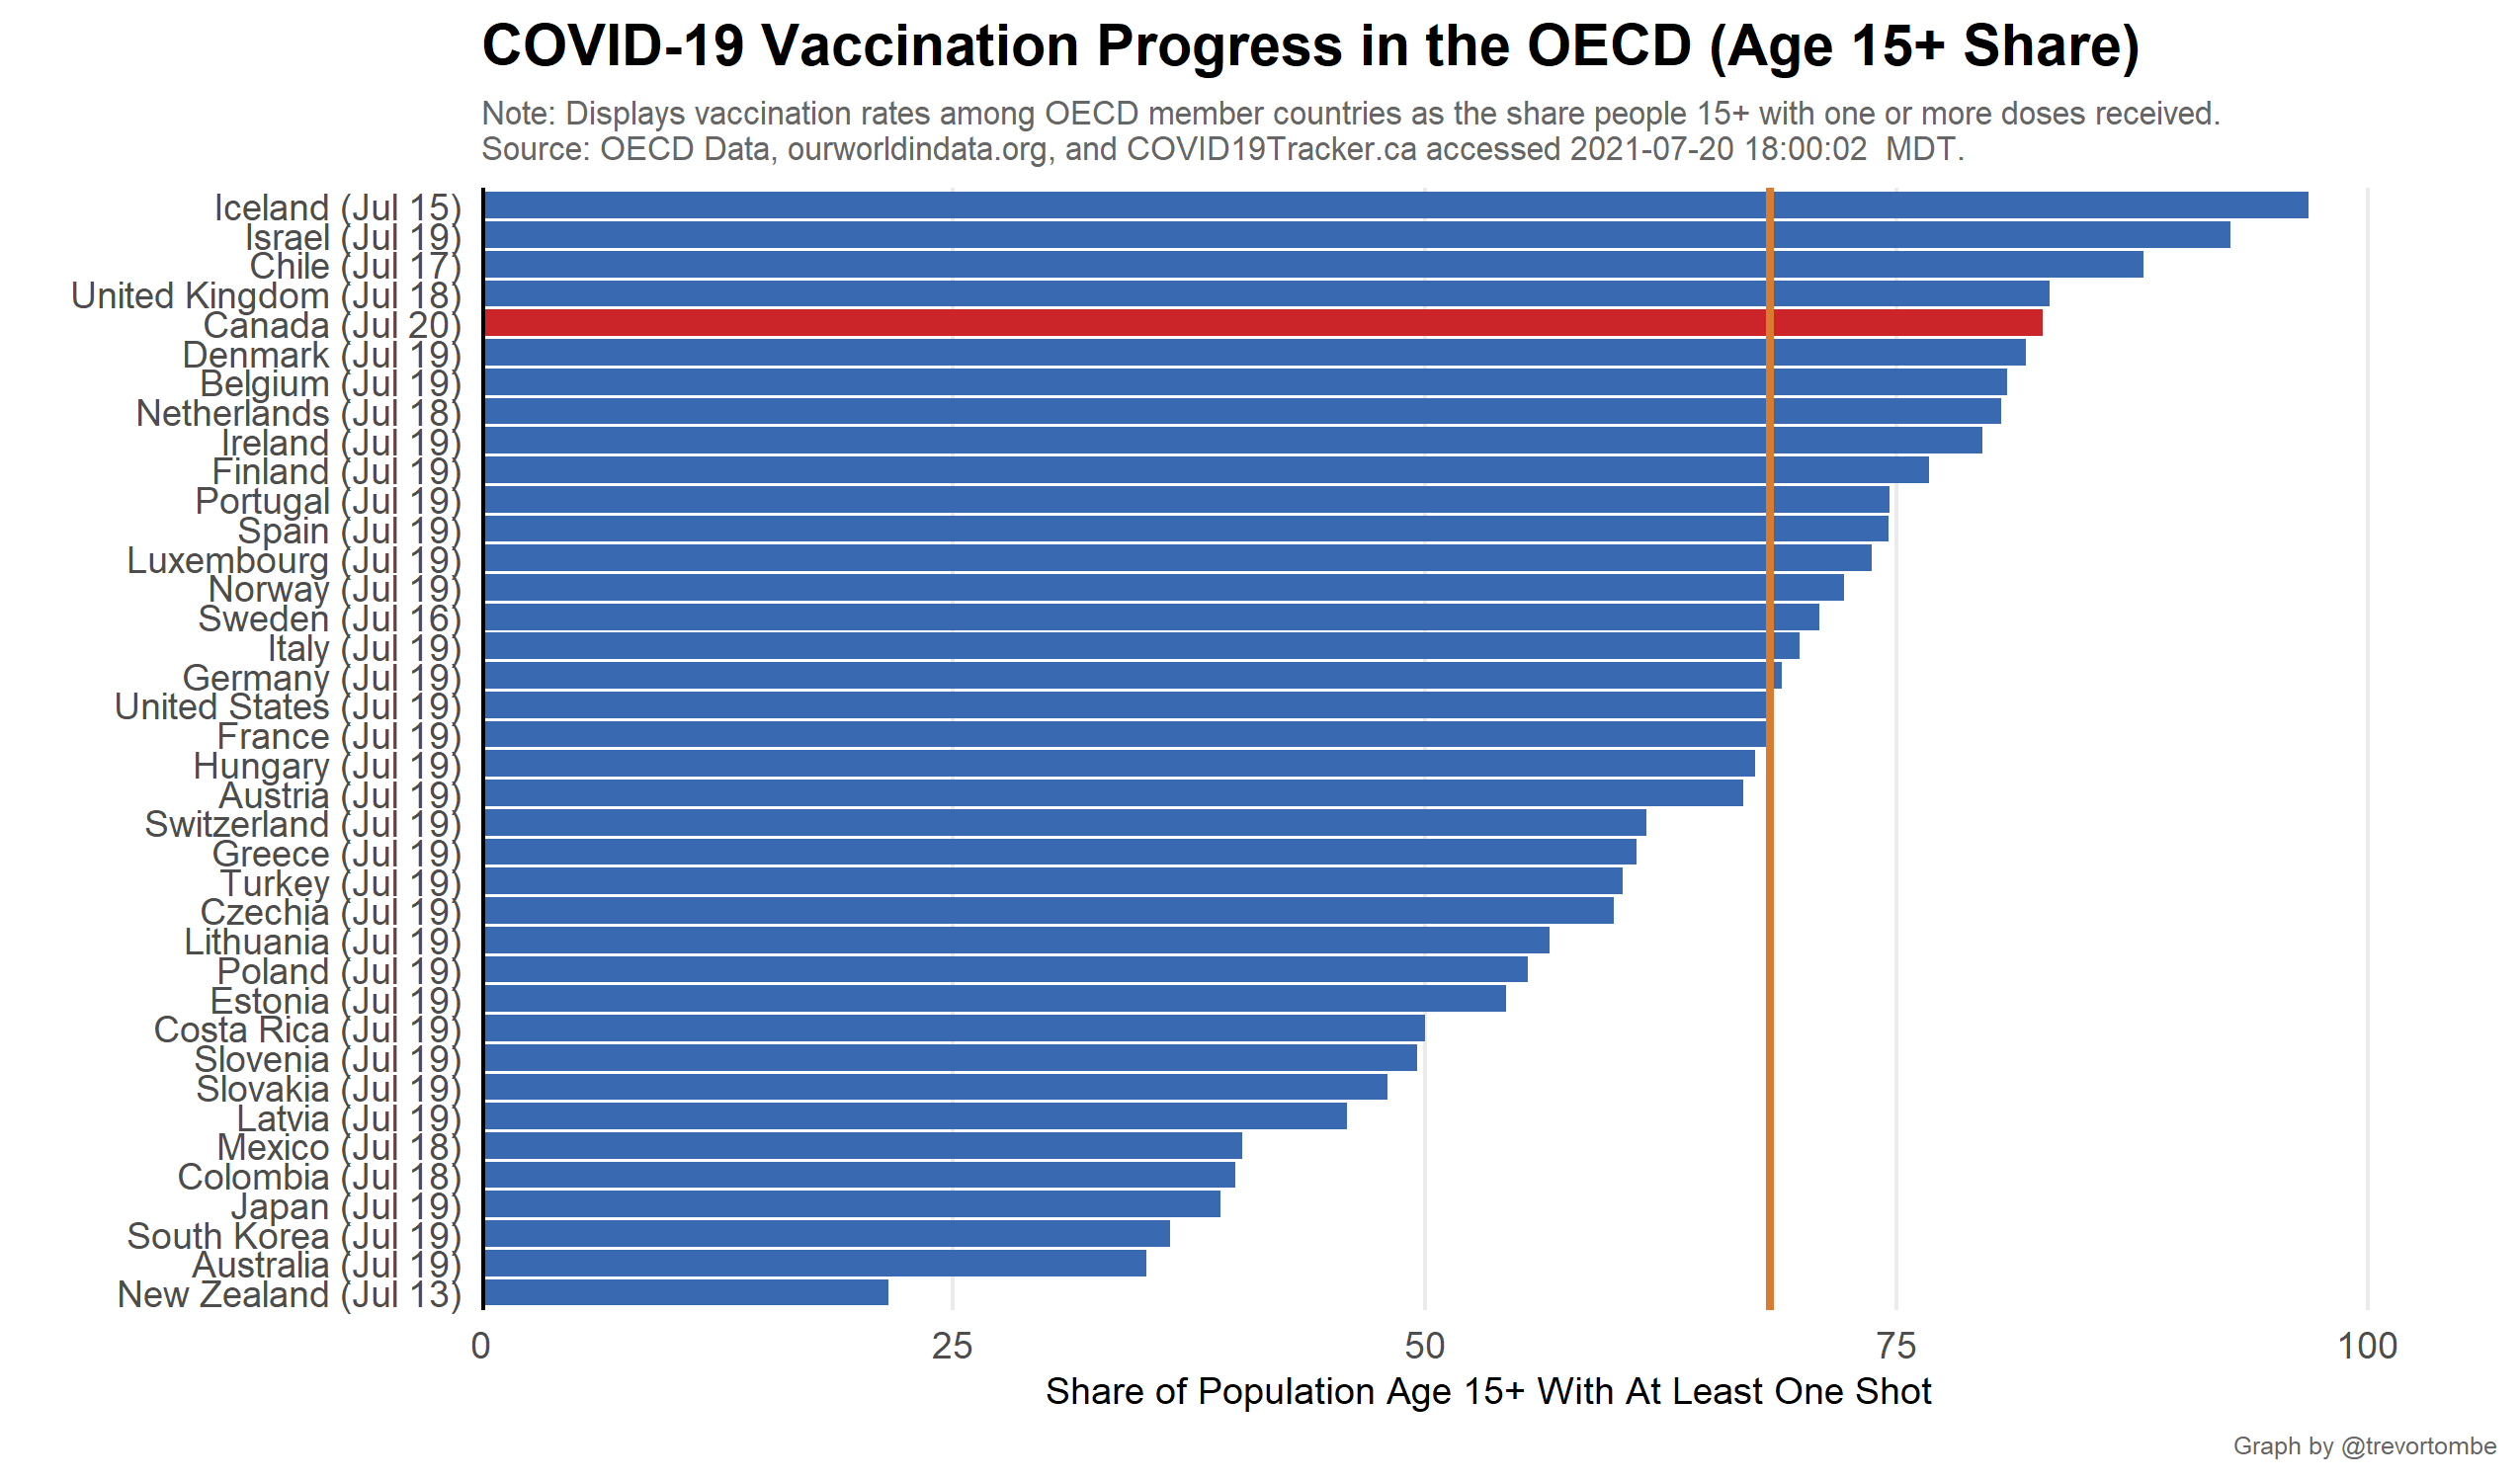 COVID-19 Vaccination Progress in the OECD (Age 15+ Share)
Note: Displays vaccination rates among OECD member countries as the share people 15+ with one or more doses received.
Source: OECD Data, ourworldindata.org, and COVID19Tracker.ca accessed 2021-07-20 18:00:02  MDT.
Iceland (Jul 15)
Israel (Jul 19)
Chile (Jul 17)
United Kingdom (Jul 18)
Canada (Jul 20)
Denmark (Jul 19)
Belgium (Jul 19)
Netherlands (Jul 18)
Ireland (Jul 19)
Finland (Jul 19)
Portugal (Jul 19)
Spain (Jul 19)
Luxembourg (Jul 19)
Norway (Jul 19)
Sweden (Jul 16)
Italy (Jul 19)
Germany (Jul 19)
United States (Jul 19)
France (Jul 19)
Hungary (Jul 19)
Austria (Jul 19)
Switzerland (Jul 19)
Greece (Jul 19)
Turkey (Jul 19)
Czechia (Jul 19)
Lithuania (Jul 19)
Poland (Jul 19)
Estonia (Jul 19)
Costa Rica (Jul 19)
Slovenia (Jul 19)
Slovakia (Jul 19)
Latvia (Jul 19)
Mexico (Jul 18)
Colombia (Jul 18)
Japan (Jul 19)
South Korea (Jul 19)
Australia (Jul 19)
New Zealand (Jul 13)
0 25 50 75 100
Share of Population Age 15+ With At Least One Shot
Graph by @trevortombe